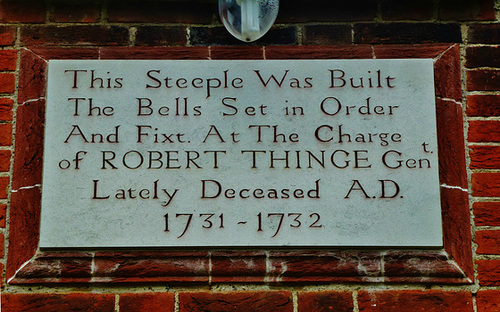 This Steeple Was Built
The Bells Set in Order
And Fixt. At The Charge
of ROBERT THINGE Gent.
Lately Deceased A.D.
1731 - 1732